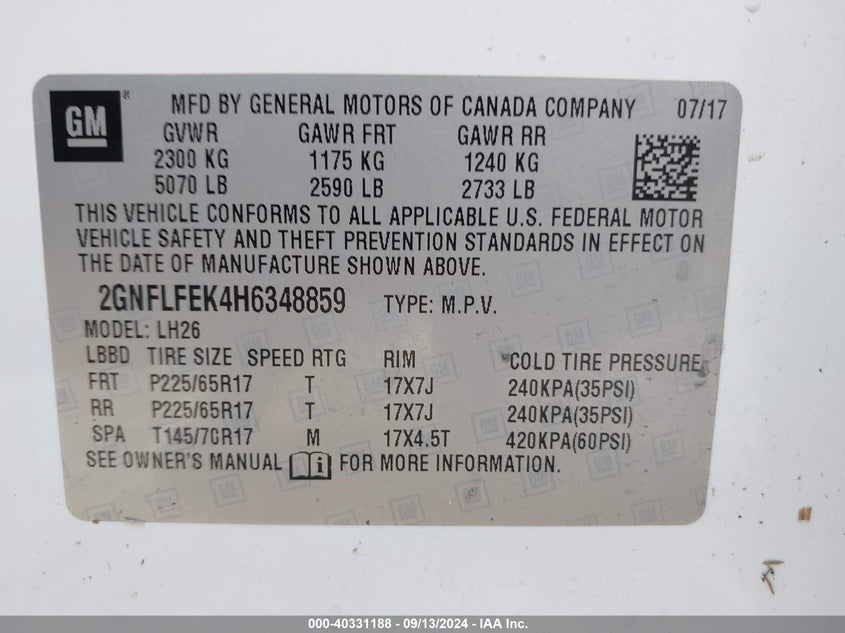 GM
MFD BY GENERAL MOTORS OF CANADA COMPANY 07/17
GVWR GAWR FRT GAWR RR
2300 KG 1175 KG 1240 KG
5070 LB 2590 LB 2733 LB
THIS VEHICLE CONFORMS TO ALL APPLICABLE U.S. FEDERAL MOTOR
VEHICLE SAFETY AND THEFT PREVENTION STANDARDS IN EFFECT ON
THE DATE OF MANUFACTURE SHOWN ABOVE.
2GNFLFEK4H6348859 TYPE: M.P.V.
MODEL: LH26
LBBD TIRE SIZE SPEED RTG RIM COLD TIRE PRESSURE
FRT P225/65R17 T 17X7J 240KPA(35PSI)
RR P225/65R17 T 17X7J 240KPA(35PSI)
SPA T145/70R17 M 17X4.5T 420KPA(60PSI)
SEE OWNER'S MANUAL FOR MORE INFORMATION.
000-40331188 - 09/13/2024 - IAA Inc.